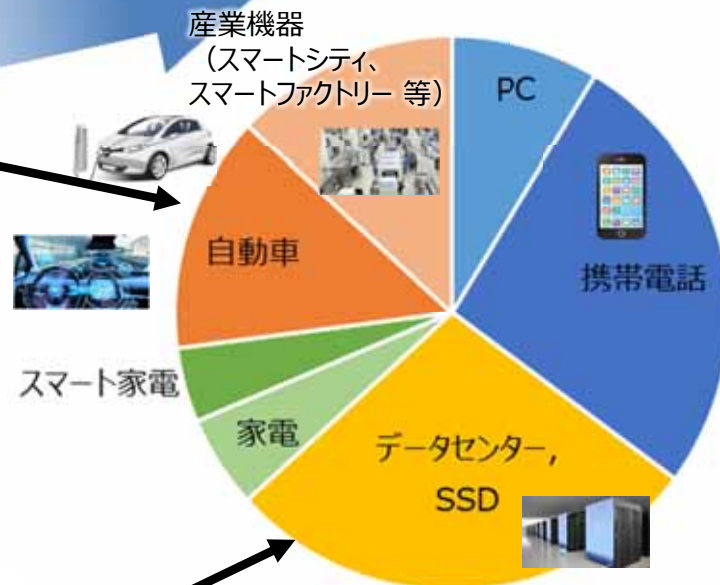 産業機器
（スマートシティ、
スマートファクトリー 等）
PC
携帯電話
自動車
スマート家電
家電
データセンター,
SSD